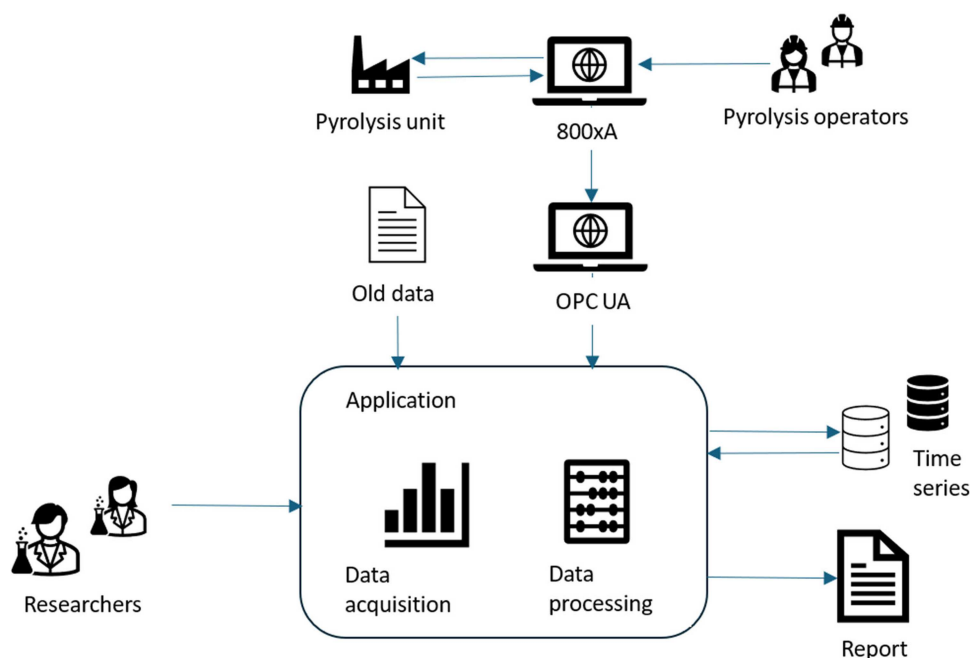 Pyrolysis unit
800xA
Pyrolysis operators
Old data
OPC UA
Application
Time
series
Researchers
Data
acquisition
Data
processing
Report